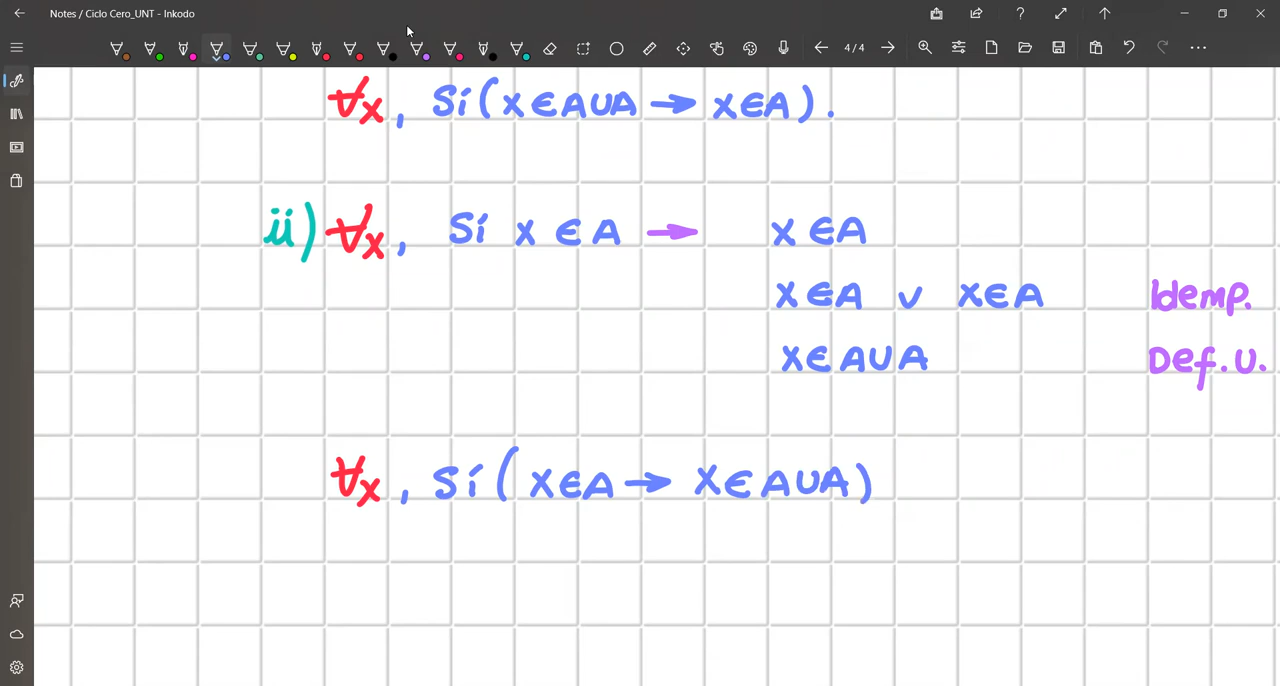 Notes / Ciclo Cero_UNT - Inkodo
4 / 4
∀x, Sí(x∈A∪A → x∈A).
ii) ∀x, Sí x ∈ A → x ∈A
x∈A v x∈A Idemp.
x∈A∪A Def.U.
∀x, Sí(x∈A → x∈A∪A)